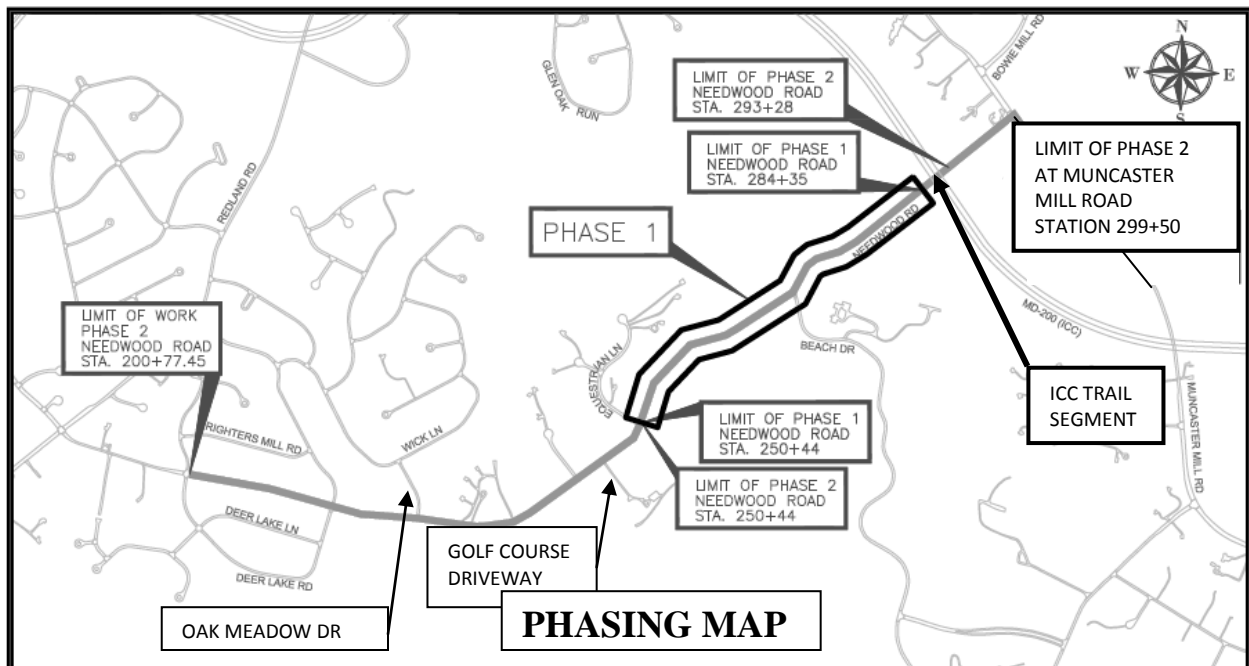 N
W
E
S
BOWIE MILL RD
GLEN OAK
RUN
LIMIT OF PHASE 2
NEEDWOOD ROAD
STA. 293+28
LIMIT OF PHASE 1
NEEDWOOD ROAD
STA. 284+35
LIMIT OF PHASE 2
AT MUNCASTER
MILL ROAD
STATION 299+50
REDLAND RD
PHASE 1
NEEDWOOD RD
MD-200 (ICC)
LIMIT OF WORK
PHASE 2
NEEDWOOD ROAD
STA. 200+77.45
BEACH DR
EQUESTRIAN LN
ICC TRAIL
SEGMENT
MUNCASTER MILL RD
LIMIT OF PHASE 1
NEEDWOOD ROAD
STA. 250+44
RIGHTERS MILL RD
WICK LN
LIMIT OF PHASE 2
NEEDWOOD ROAD
STA. 250+44
DEER LAKE LN
DEER LAKE RD
GOLF COURSE
DRIVEWAY
OAK MEADOW DR
PHASING MAP